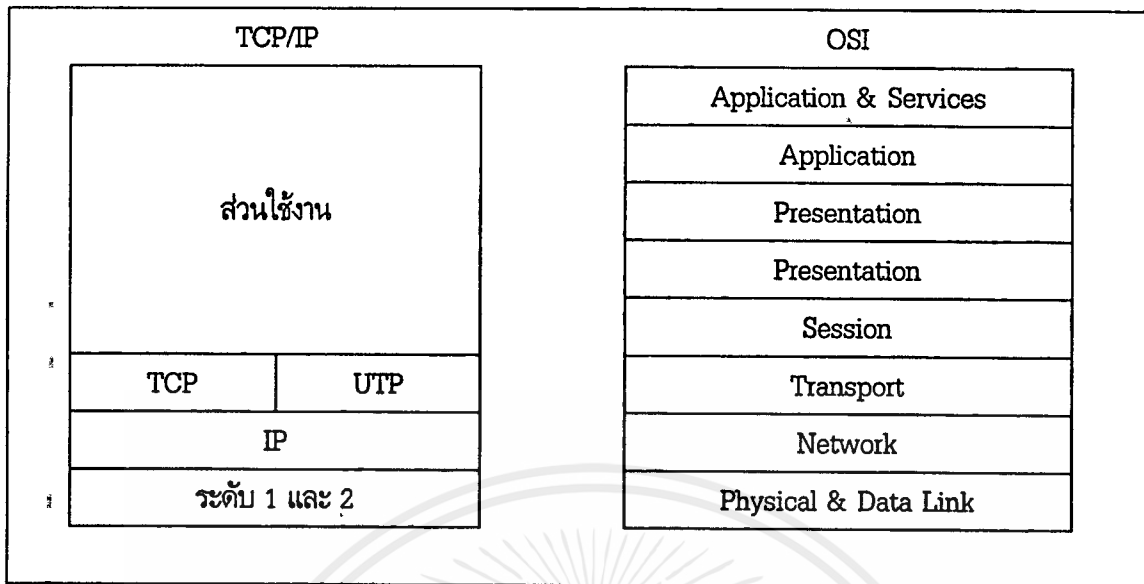 TCP/IP
ส่วนใช้งาน
TCP
UTP
IP
ระดับ 1 และ 2
OSI
Application & Services
Application
Presentation
Presentation
Session
Transport
Network
Physical & Data Link